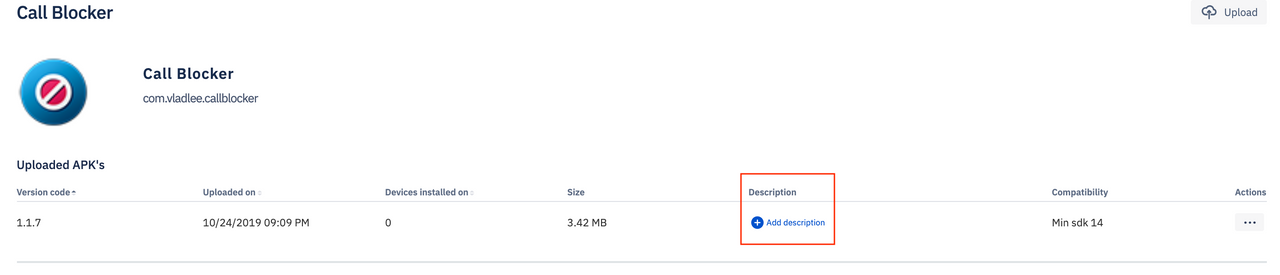 Call Blocker
Upload
Call Blocker
com.vladlee.callblocker
Uploaded APK's
Version code Uploaded on Devices installed on Size Description Compatibility Actions
1.1.7 10/24/2019 09:09 PM 0 3.42 MB Add description Min sdk 14